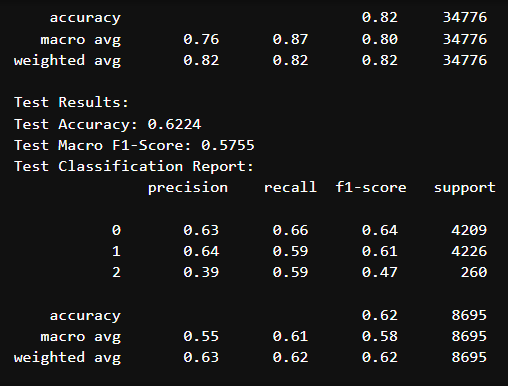 accuracy 0.82 34776
macro avg 0.76 0.87 0.80 34776
weighted avg 0.82 0.82 0.82 34776
Test Results:
Test Accuracy: 0.6224
Test Macro F1-Score: 0.5755
Test Classification Report:
precision recall f1-score support
0 0.63 0.66 0.64 4209
1 0.64 0.59 0.61 4226
2 0.39 0.59 0.47 260
accuracy 0.62 8695
macro avg 0.55 0.61 0.58 8695
weighted avg 0.63 0.62 0.62 8695